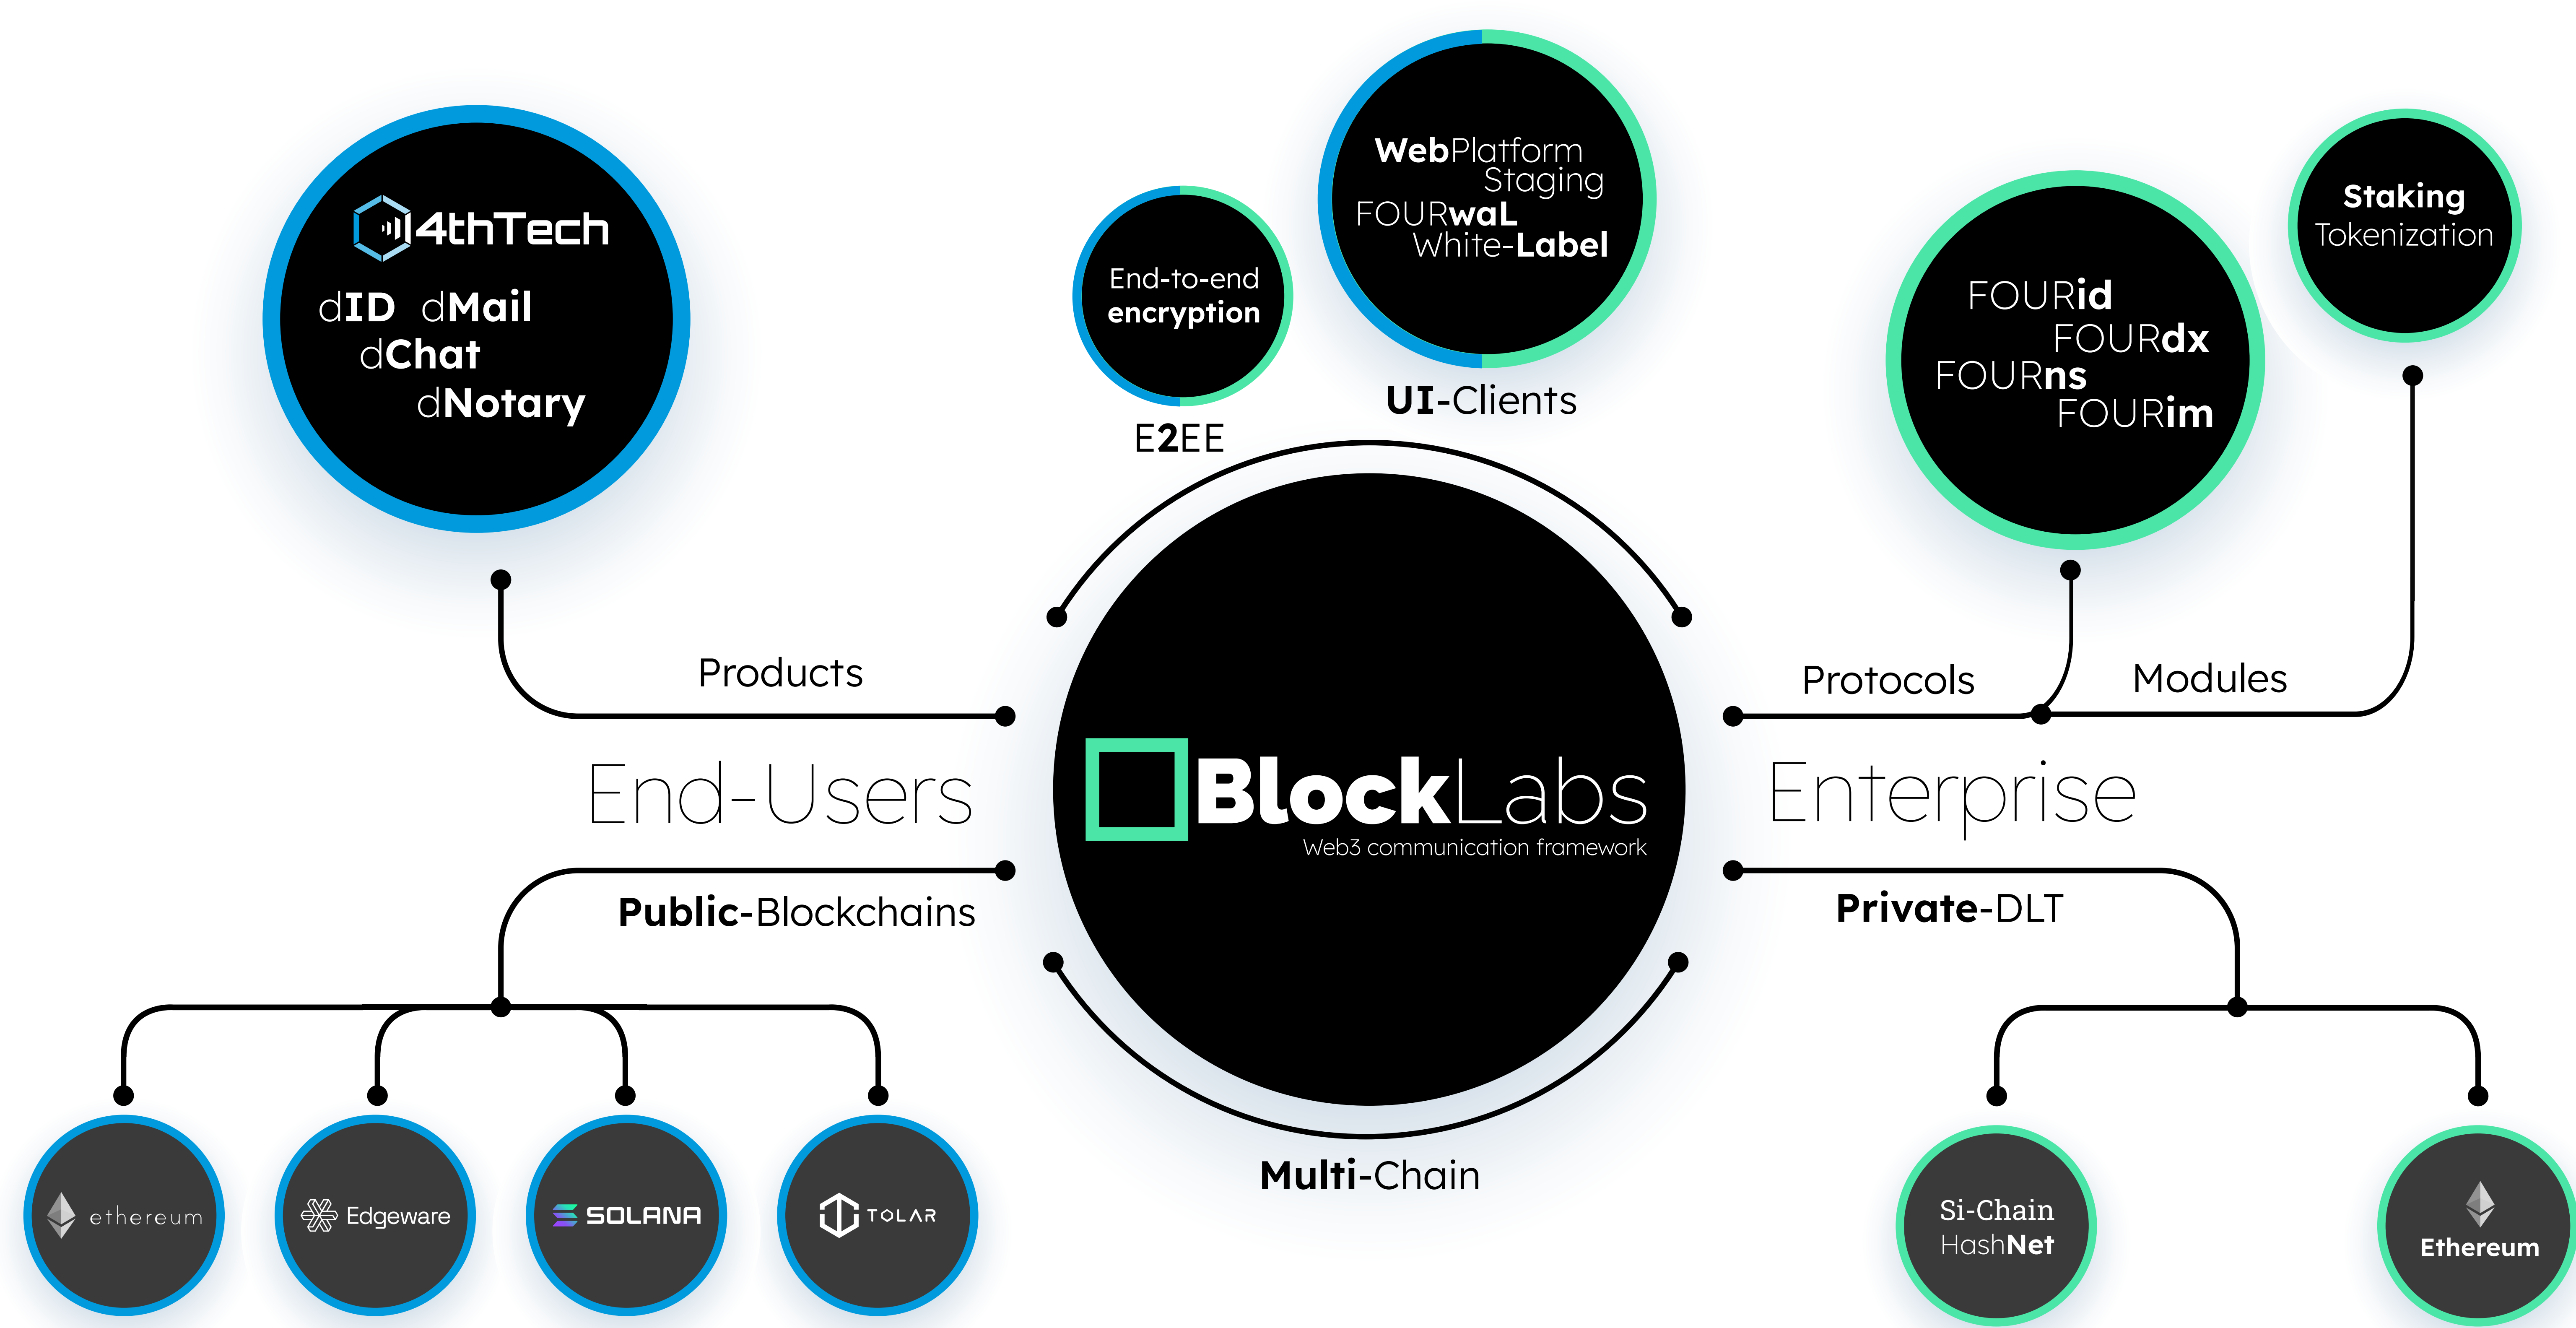 4thTech
dID dMail
dChat
dNotary
End-to-end
encryption
E2EE
WebPlatform
Staging
FOURwaL
White-Label
UI-Clients
FOURid
FOURdx
FOURns
FOURim
Staking
Tokenization
Products
Protocols
Modules
End-Users
BlockLabs
Web3 communication framework
Enterprise
Public-Blockchains
Private-DLT
Multi-Chain
ethereum
Edgeware
SOLANA
TOLAR
Si-Chain
HashNet
Ethereum